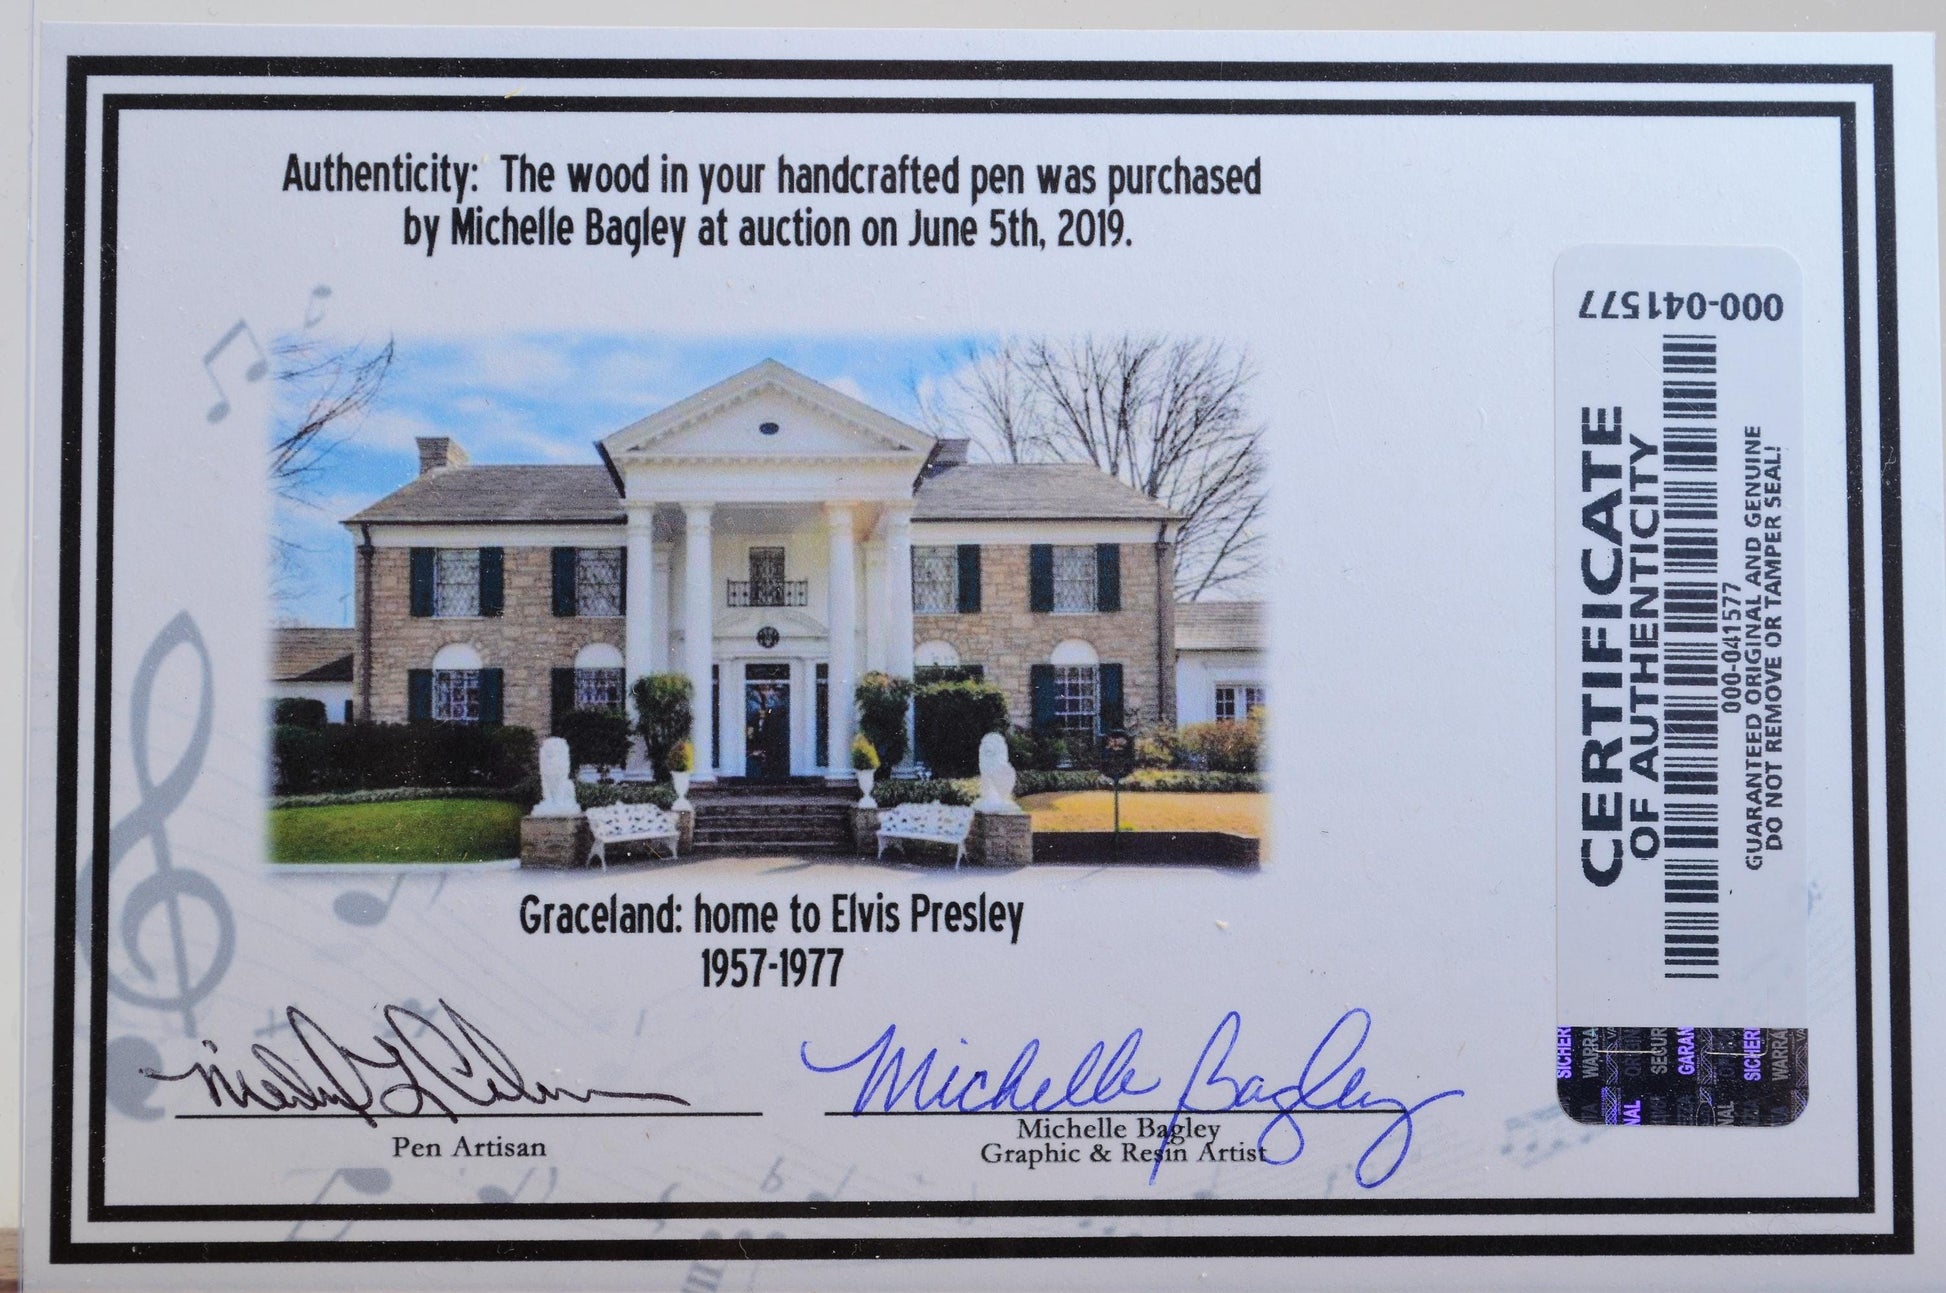 Authenticity: The wood in your handcrafted pen was purchased
by Michelle Bagley at auction on June 5th, 2019.
Graceland: home to Elvis Presley
1957-1977
Pen Artisan
Michelle Bagley
Michelle Bagley
Graphic & Resin Artist
000-041577
CERTIFICATE
OF AUTHENTICITY
000-041577
GUARANTEED ORIGINAL AND GENUINE
DO NOT REMOVE OR TAMPER SEAL!